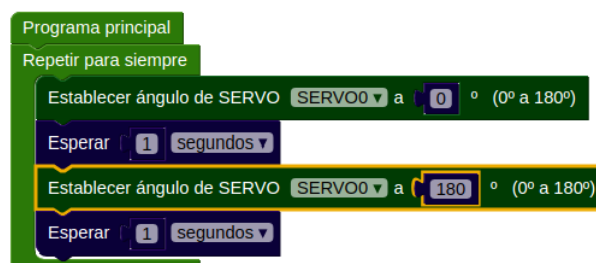 Programa principal
Repetir para siempre
Establecer ángulo de SERVO SERVO0 a 0 º (0º a 180º)
Esperar 1 segundos
Establecer ángulo de SERVO SERVO0 a 180 º (0º a 180º)
Esperar 1 segundos